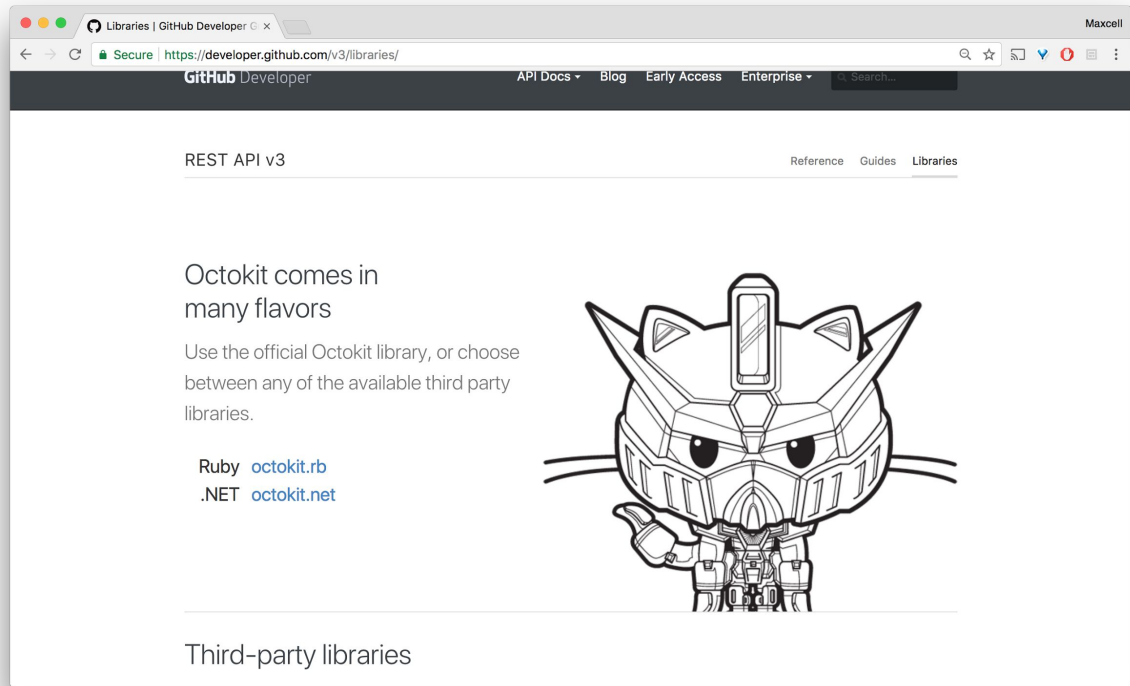 Libraries | GitHub Developer G
Maxcell
Secure https://developer.github.com/v3/libraries/
GitHub Developer API Docs Blog Early Access Enterprise Search...
REST API v3 Reference Guides Libraries
Octokit comes in
many flavors
Use the official Octokit library, or choose
between any of the available third party
libraries.
Ruby octokit.rb
.NET octokit.net
Third-party libraries